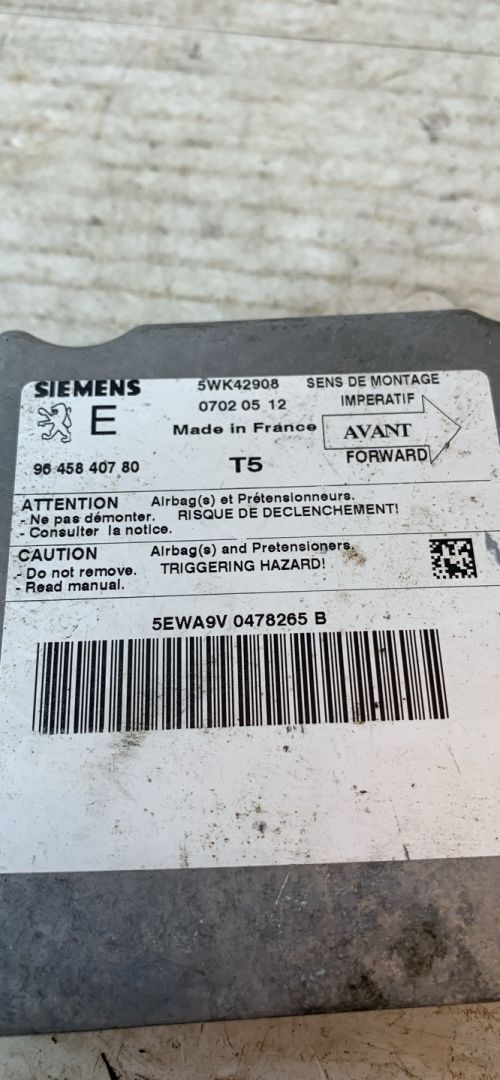 SIEMENS 5WK42908 SENS DE MONTAGE
E 0702 05 12 IMPERATIF
Made in France AVANT
96 458 407 80 T5 FORWARD
ATTENTION Airbag(s) et Prétensionneurs.
- Ne pas démonter. RISQUE DE DECLENCHEMENT!
- Consulter la notice.
CAUTION Airbag(s) and Pretensioners.
- Do not remove. TRIGGERING HAZARD!
- Read manual.
5EWA9V 0478265 B